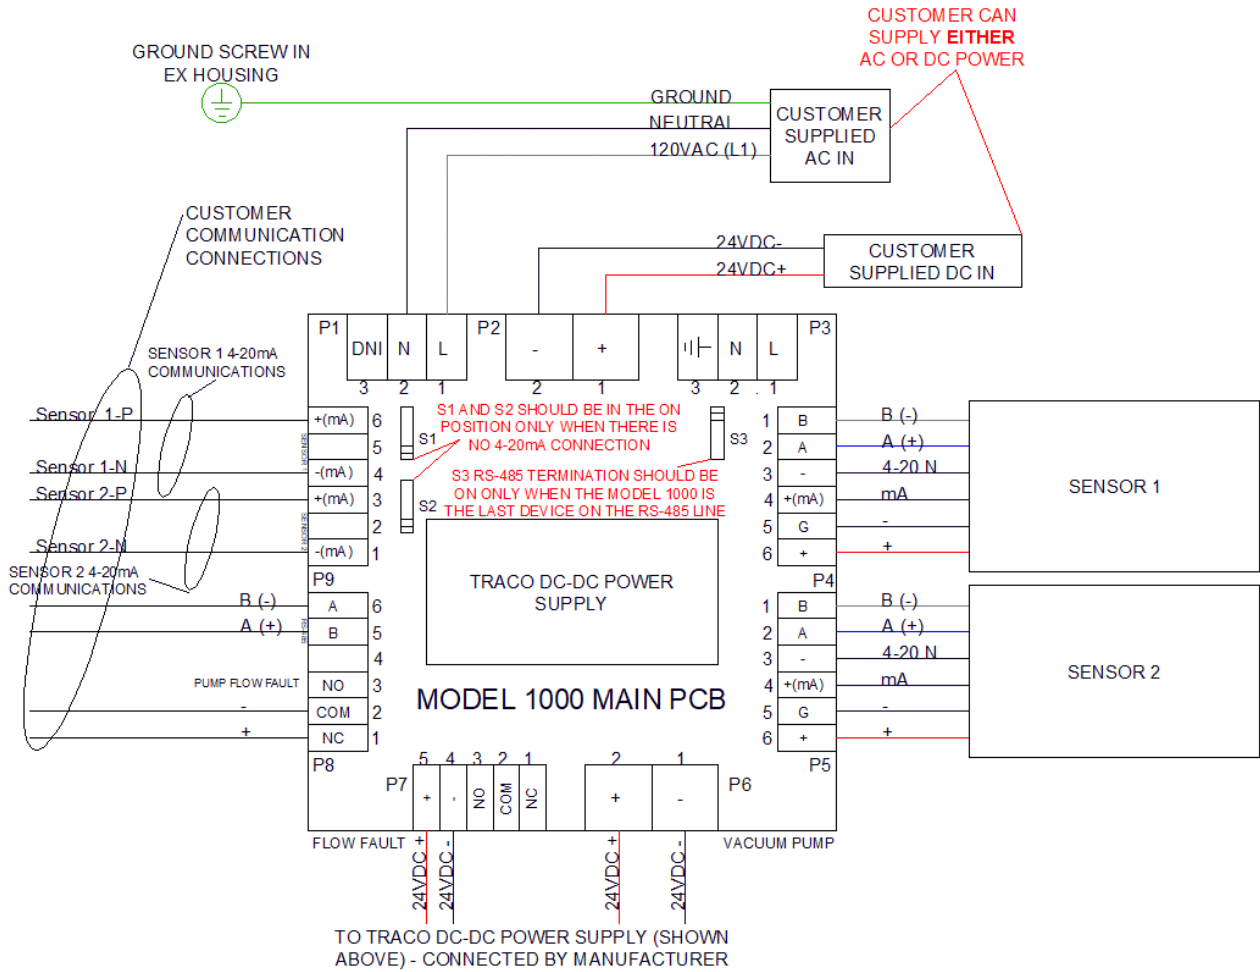 CUSTOMER CAN
SUPPLY EITHER
AC OR DC POWER
GROUND SCREW IN
EX HOUSING
GROUND
NEUTRAL
120VAC (L1)
CUSTOMER
SUPPLIED
AC IN
CUSTOMER
COMMUNICATION
CONNECTIONS
24VDC-
24VDC+
CUSTOMER
SUPPLIED DC IN
P1
DNI
N
L
3
2
1
P2
-
+
2
1
P3
N
L
3
2
1
SENSOR 1 4-20mA
COMMUNICATIONS
Sensor 1-P
Sensor 1-N
Sensor 2-P
Sensor 2-N
SENSOR 2 4-20mA
COMMUNICATIONS
+(mA)
6
5
-(mA)
4
+(mA)
3
2
-(mA)
1
SENSOR 1
SENSOR 2
P9
S1
S2
S3
S1 AND S2 SHOULD BE IN THE ON
POSITION ONLY WHEN THERE IS
NO 4-20mA CONNECTION
S3 RS-485 TERMINATION SHOULD BE
ON ONLY WHEN THE MODEL 1000 IS
THE LAST DEVICE ON THE RS-485 LINE
TRACO DC-DC POWER
SUPPLY
MODEL 1000 MAIN PCB
1
B
B (-)
2
A
A (+)
3
-
4-20 N
4
+(mA)
mA
5
G
-
6
+
+
SENSOR 1
P4
1
B
B (-)
2
A
A (+)
3
-
4-20 N
4
+(mA)
mA
5
G
-
6
+
+
SENSOR 2
P5
B (-)
A
6
A (+)
RS-485
B
5
4
PUMP FLOW FAULT
NO
3
-
COM
2
+
NC
1
P8
P7
5
4
3
2
1
+
-
NO
COM
NC
2
1
+
-
P6
FLOW FAULT
VACUUM PUMP
24VDC +
24VDC -
24VDC +
24VDC -
TO TRACO DC-DC POWER SUPPLY (SHOWN
ABOVE) - CONNECTED BY MANUFACTURER